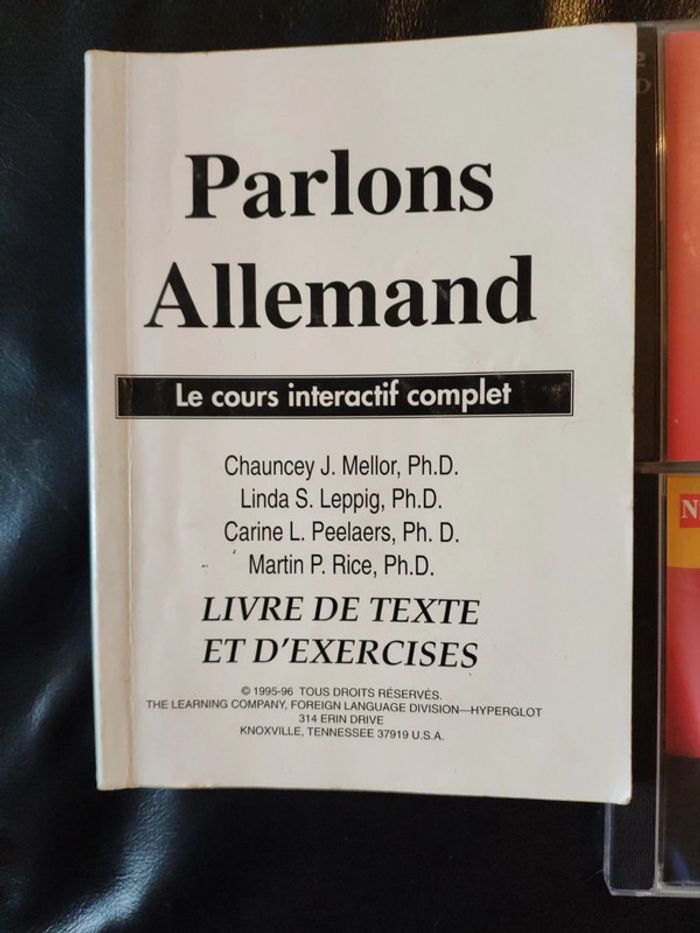 Parlons
Allemand
Le cours interactif complet
Chauncey J. Mellor, Ph.D.
Linda S. Leppig, Ph.D.
Carine L. Peelaers, Ph. D.
Martin P. Rice, Ph.D.
LIVRE DE TEXTE
ET D'EXERCISES
© 1995-96 TOUS DROITS RÉSERVÉS.
THE LEARNING COMPANY, FOREIGN LANGUAGE DIVISION—HYPERGLOT
314 ERIN DRIVE
KNOXVILLE, TENNESSEE 37919 U.S.A.
N